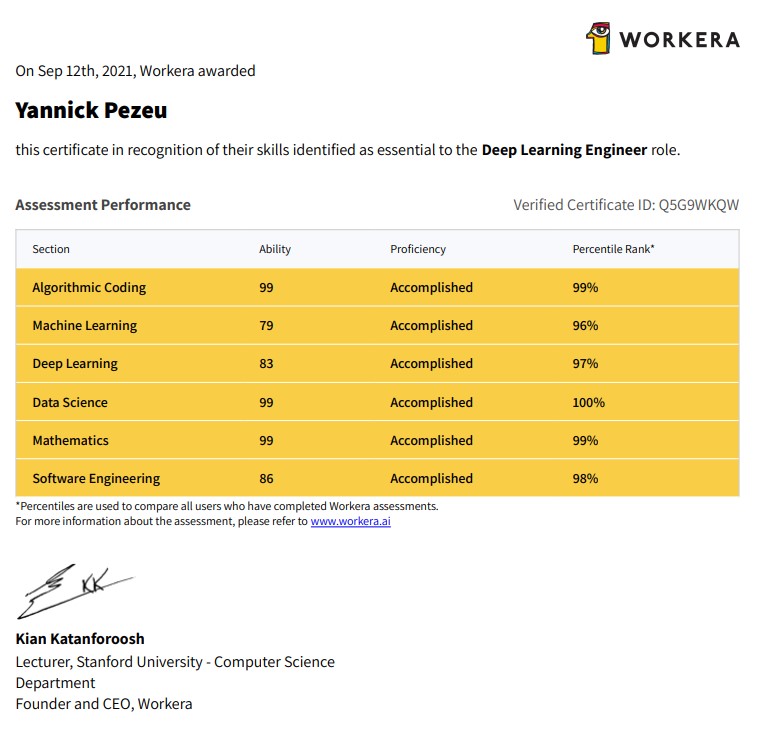 WORKERA
On Sep 12th, 2021, Workera awarded
Yannick Pezeu
this certificate in recognition of their skills identified as essential to the Deep Learning Engineer role.
Assessment Performance Verified Certificate ID: Q5G9WKQW
Section Ability Proficiency Percentile Rank*
Algorithmic Coding 99 Accomplished 99%
Machine Learning 79 Accomplished 96%
Deep Learning 83 Accomplished 97%
Data Science 99 Accomplished 100%
Mathematics 99 Accomplished 99%
Software Engineering 86 Accomplished 98%
*Percentiles are used to compare all users who have completed Workera assessments.
For more information about the assessment, please refer to www.workera.ai
KK
Kian Katanforoosh
Lecturer, Stanford University - Computer Science
Department
Founder and CEO, Workera